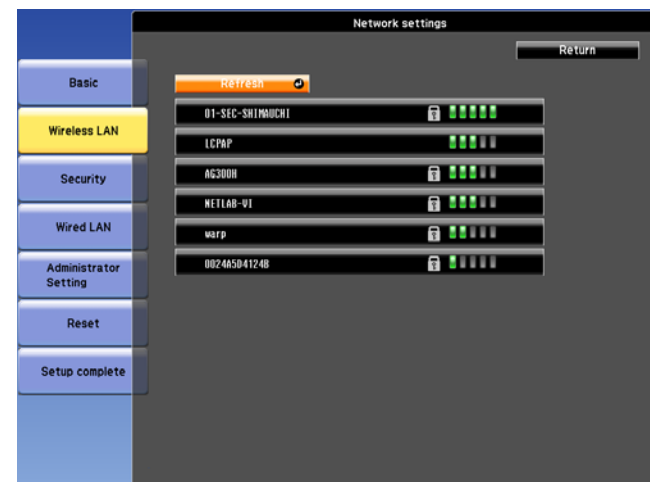 Network settings
Return
Basic
Wireless LAN
Security
Wired LAN
Administrator
Setting
Reset
Setup complete
Refresh
01-SEC-SHIMAUCHI
LCPAP
AG300H
NETLAB-VI
warp
0024A5D4124B